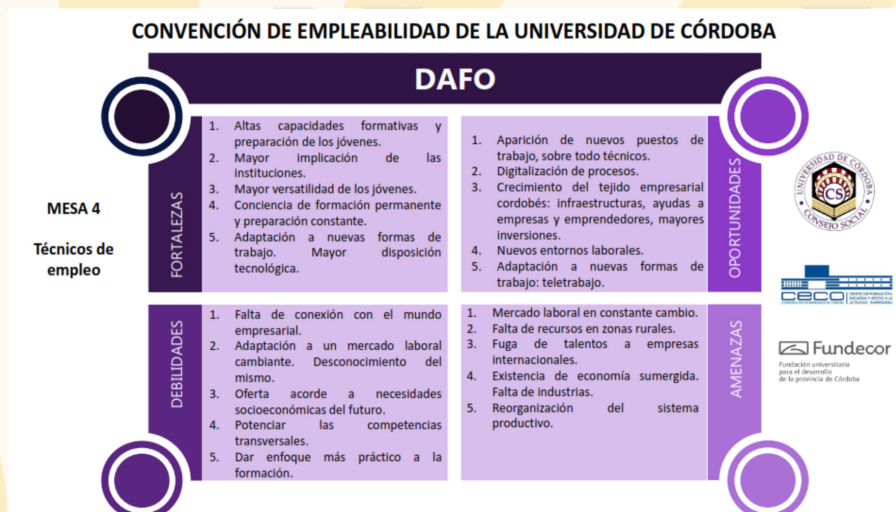 CONVENCIÓN DE EMPLEABILIDAD DE LA UNIVERSIDAD DE CÓRDOBA
DAFO
MESA 4
Técnicos de
empleo
FORTALEZAS
1. Altas capacidades formativas y
preparación de los jóvenes.
2. Mayor implicación de las
instituciones.
3. Mayor versatilidad de los jóvenes.
4. Conciencia de formación permanente
y preparación constante.
5. Adaptación a nuevas formas de
trabajo. Mayor disposición
tecnológica.
OPORTUNIDADES
1. Aparición de nuevos puestos de
trabajo, sobre todo técnicos.
2. Digitalización de procesos.
3. Crecimiento del tejido empresarial
cordobés: infraestructuras, ayudas a
empresas y emprendedores, mayores
inversiones.
4. Nuevos entornos laborales.
5. Adaptación a nuevas formas de
trabajo: teletrabajo.
DEBILIDADES
1. Falta de conexión con el mundo
empresarial.
2. Adaptación a un mercado laboral
cambiante. Desconocimiento del
mismo.
3. Oferta acorde a necesidades
socioeconómicas del futuro.
4. Potenciar las competencias
transversales.
5. Dar enfoque más práctico a la
formación.
AMENAZAS
1. Mercado laboral en constante cambio.
2. Falta de recursos en zonas rurales.
3. Fuga de talentos a empresas
internacionales.
4. Existencia de economía sumergida.
Falta de industrias.
5. Reorganización del sistema
productivo.
UNIVERSIDAD DE CÓRDOBA
CS
CONSEJO SOCIAL
ceco
Fundecor
Fundación universitaria
para el desarrollo
de la provincia de Córdoba